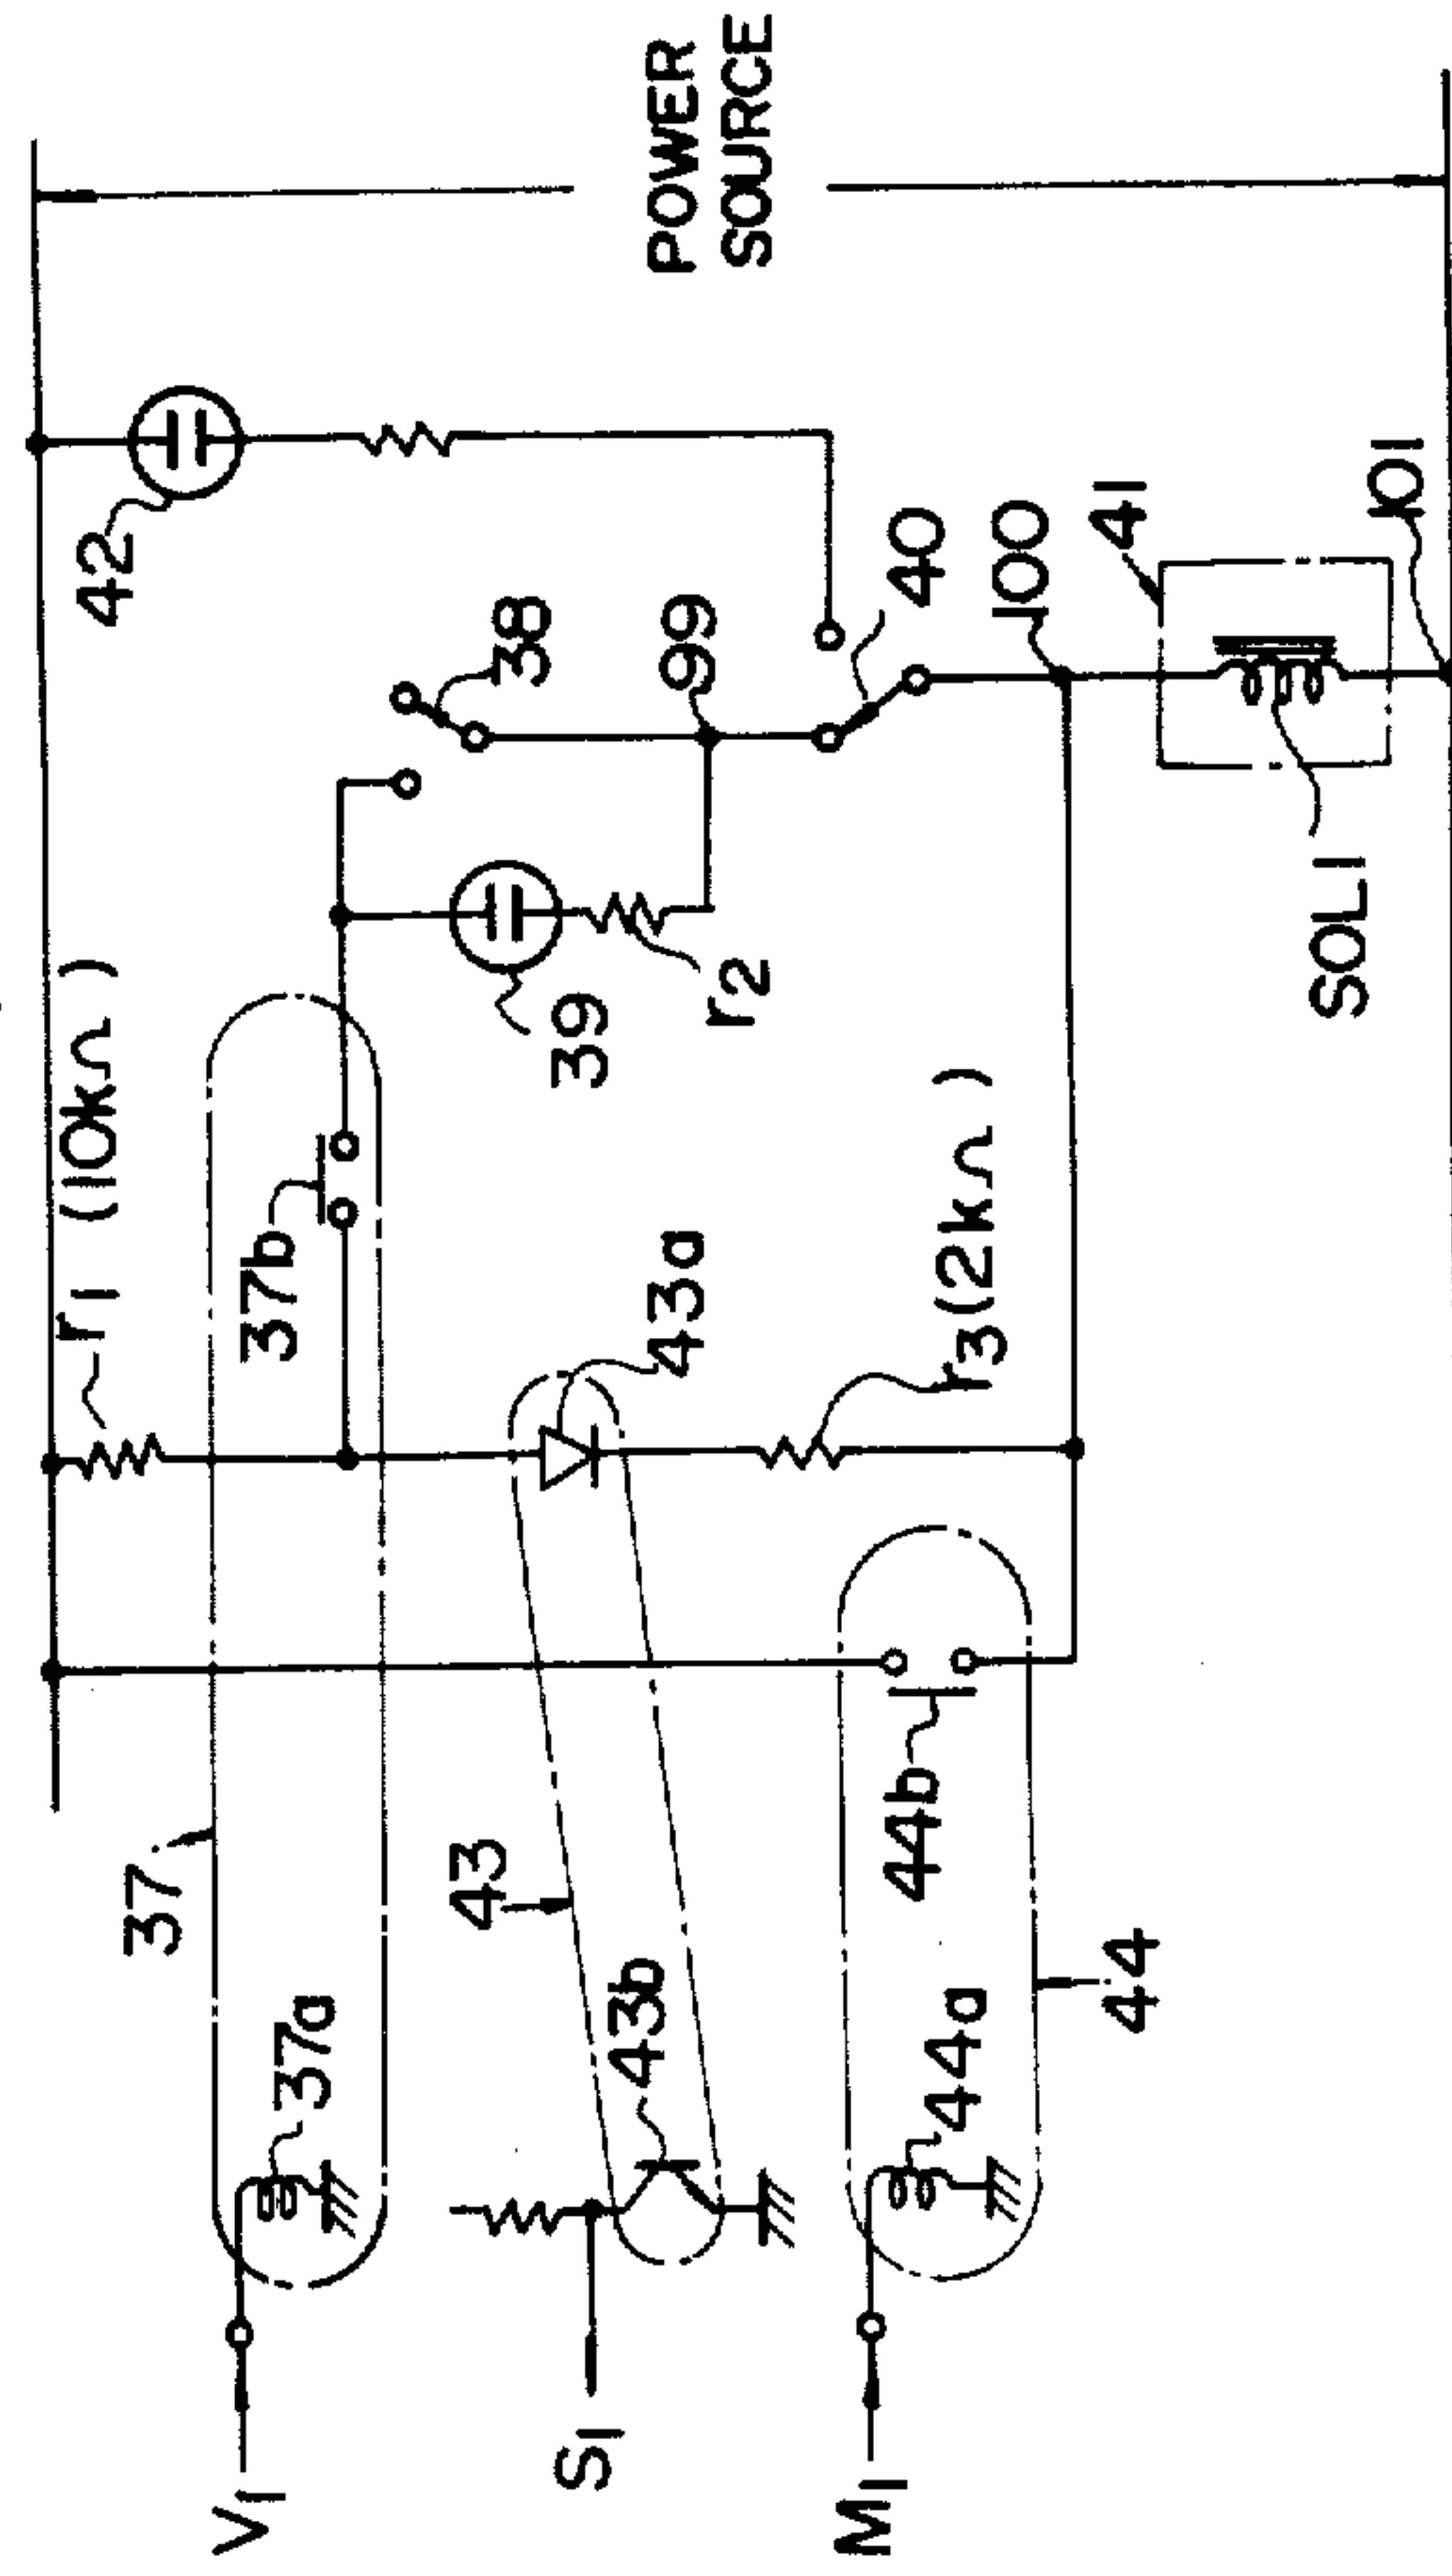 V1
S1
M1
37
37a
37b
r1 (10kΩ)
43
43b
43a
44
44a
44b
r3(2kΩ)
39
r2
38
99
42
40
100
41
SOL1
101
POWER
SOURCE